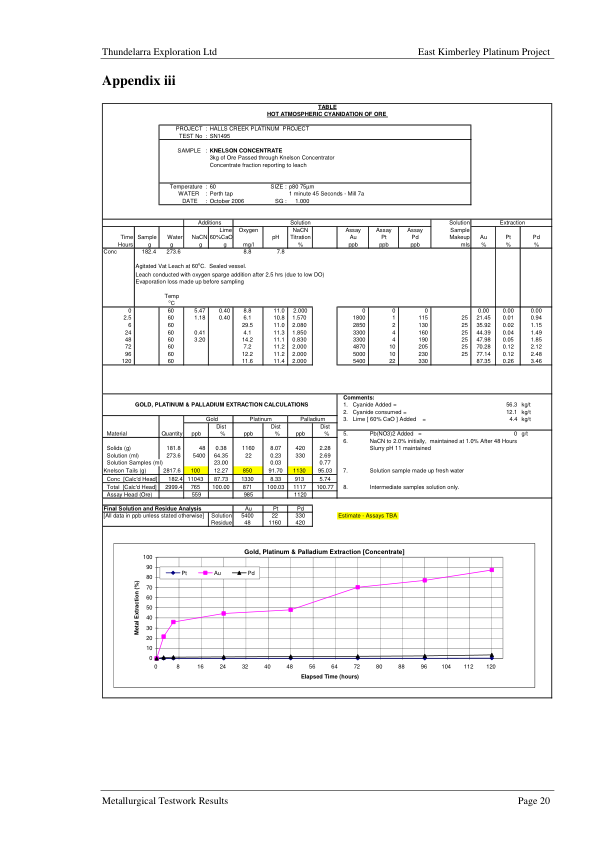 Thundelarra Exploration Ltd East Kimberley Platinum Project
Appendix iii
TABLE
HOT ATMOSPHERIC CYANIDATION OF ORE
PROJECT : HALLS CREEK PLATINUM PROJECT
TEST No : SN1495
SAMPLE : KNELSON CONCENTRATE
3kg of Ore Passed through Knelson Concentrator
Concentrate fraction reporting to leach
Temperature : 60 SIZE : p80 75µm
WATER : Perth tap 1 minute 45 Seconds - Mill 7a
DATE : October 2006 SG : 1.000
Additions Solution Solution Extraction
Lime Oxygen NaCN Assay Assay Assay Sample
Time Sample Water NaCN 60%CaO pH Titration Au Pt Pd Makeup Au Pt Pd
Hours g g g g mg/l % ppb ppb ppb mls % % %
Conc 182.4 273.6 8.8 7.8
Agitated Vat Leach at 60°C. Sealed vessel.
Leach conducted with oxygen sparge addition after 2.5 hrs (due to low DO)
Evaporation loss made up before sampling
Temp
°C
0 60 5.47 0.40 8.8 11.0 2.000 0 0 0 0.00 0.00 0.00
2.5 60 1.18 0.40 6.1 10.8 1.570 1800 1 115 25 21.45 0.01 0.94
6 60 29.5 11.0 2.080 2850 2 130 25 35.92 0.02 1.15
24 60 0.41 4.1 11.3 1.850 3300 4 160 25 44.39 0.04 1.49
48 60 3.20 14.2 11.1 0.830 3300 4 190 25 47.98 0.05 1.85
72 60 7.2 11.2 2.000 4870 10 205 25 70.28 0.12 2.12
96 60 12.2 11.2 2.000 5000 10 230 25 77.14 0.12 2.48
120 60 11.6 11.4 2.000 5400 22 330 87.35 0.26 3.46
GOLD, PLATINUM & PALLADIUM EXTRACTION CALCULATIONS
Gold Platinum Palladium
Dist Dist Dist
Material Quantity ppb % ppb % ppb %
Solids (g) 181.8 48 0.38 1160 8.07 420 2.28
Solution (ml) 273.6 5400 64.35 22 0.23 330 2.69
Solution Samples (ml) 23.00 0.03 0.77
Knelson Tails (g) 2817.6 100 12.27 850 91.70 1130 95.03
Conc [Calc'd Head] 182.4 11043 87.73 1330 8.33 913 5.74
Total [Calc'd Head] 2999.4 765 100.00 871 100.03 1117 100.77
Assay Head (Ore) 559 985 1120
Comments:
1. Cyanide Added = 56.3 kg/t
2. Cyanide consumed = 12.1 kg/t
3. Lime [ 60% CaO ] Added = 4.4 kg/t
5. Pb(NO3)2 Added = 0 g/t
6. NaCN to 2.0% initially, maintained at 1.0% After 48 Hours
Slurry pH 11 maintained
7. Solution sample made up fresh water
8. Intermediate samples solution only.
Final Solution and Residue Analysis Au Pt Pd
(All data in ppb unless stated otherwise) Solution 5400 22 330
Residue 48 1160 420
Estimate - Assays TBA
Gold, Platinum & Palladium Extraction [Concentrate]
Pt Au Pd
Metal Extraction (%)
100
90
80
70
60
50
40
30
20
10
0
0 8 16 24 32 40 48 56 64 72 80 88 96 104 112 120
Elapsed Time (hours)
Metallurgical Testwork Results Page 20